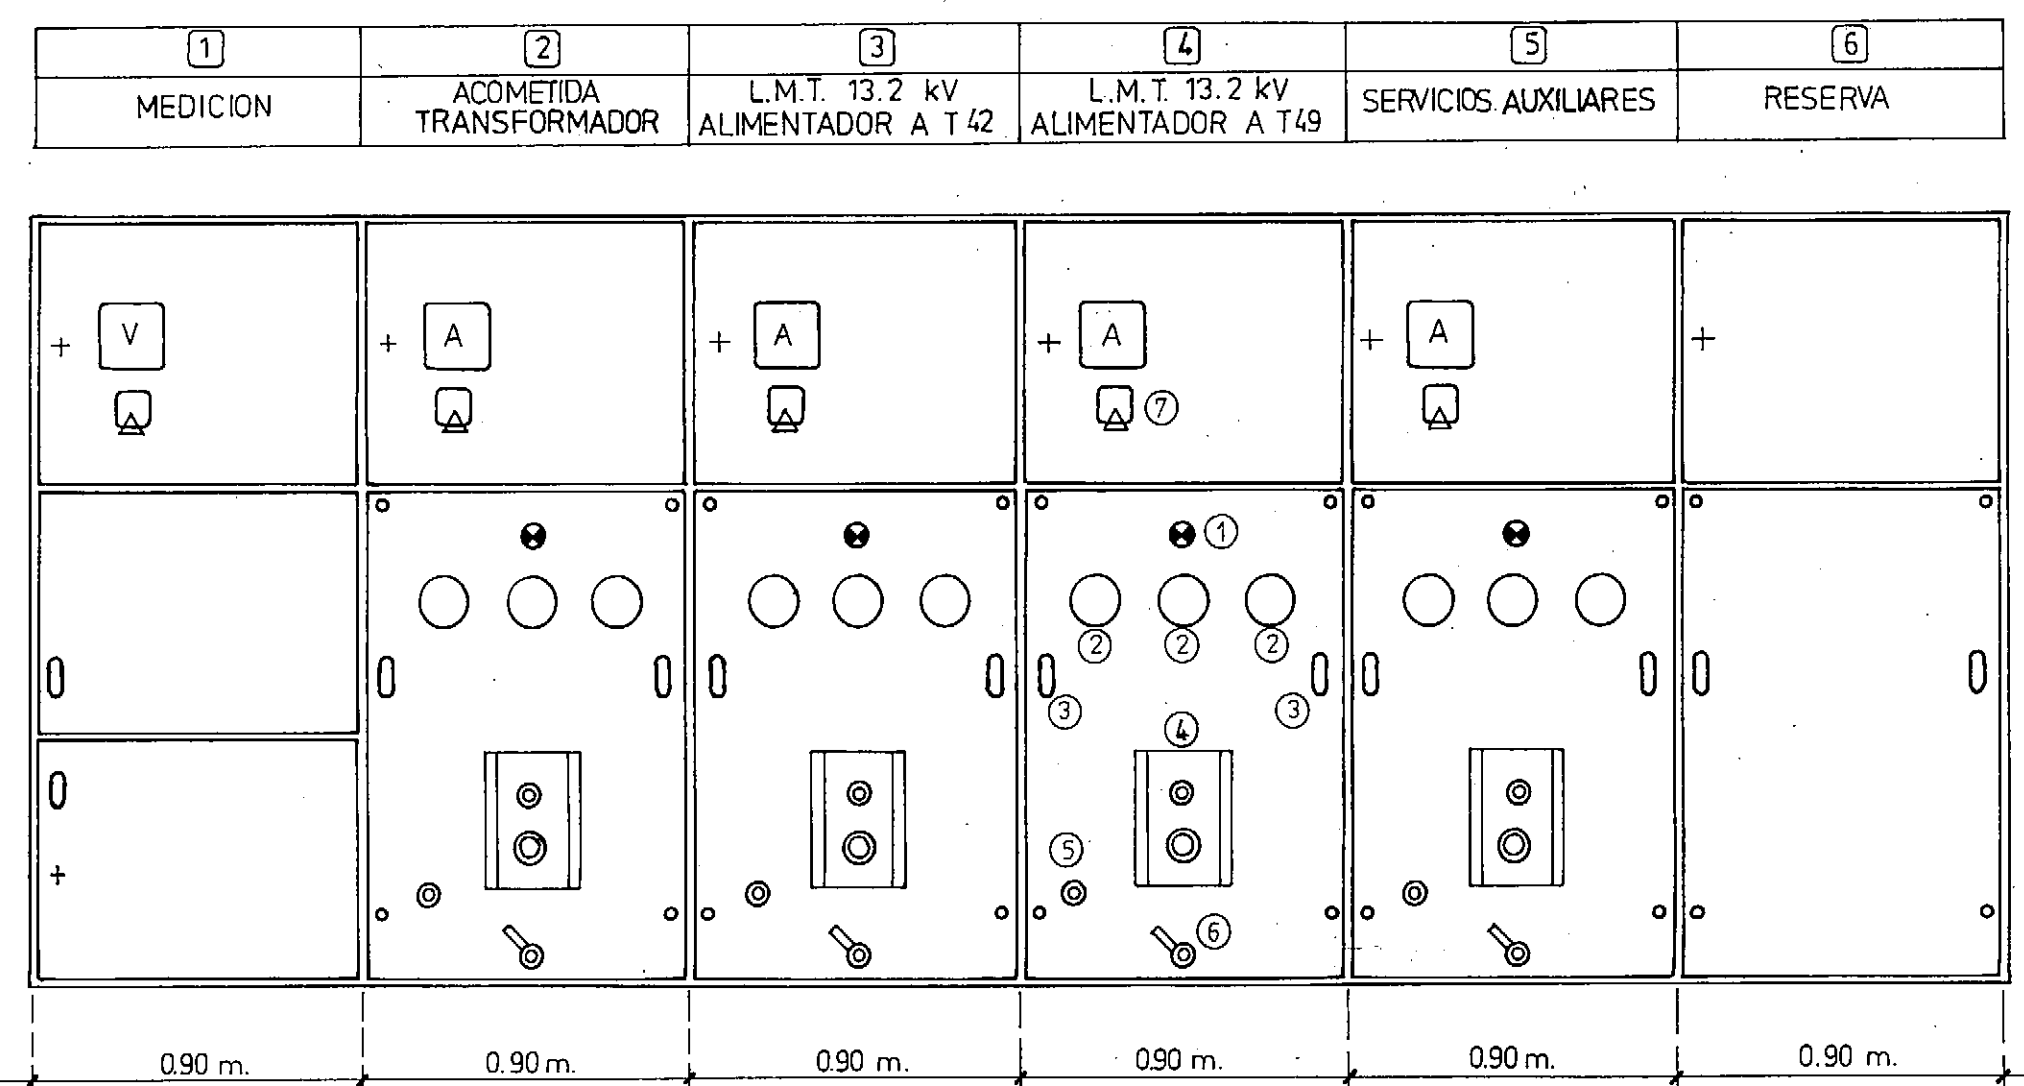 1 2 3 4 5 6
MEDICION
ACOMETIDA
TRANSFORMADOR
L.M.T. 13.2 kV
ALIMENTADOR A T42
L.M.T. 13.2 kV
ALIMENTADOR A T49
SERVICIOS. AUXILIARES
RESERVA
V A A A A
7
1
2 2 2
3 3
4
5
6
0.90 m. 0.90 m. 0.90 m. 0.90 m. 0.90 m. 0.90 m.